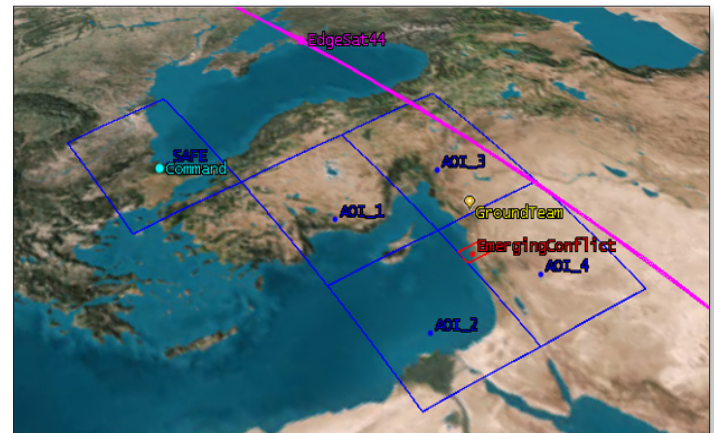 EdgeSat44
SAFE
Command
AOI_3
AOI_1
GroundTeam
EmergingConflict
AOI_4
AOI_2